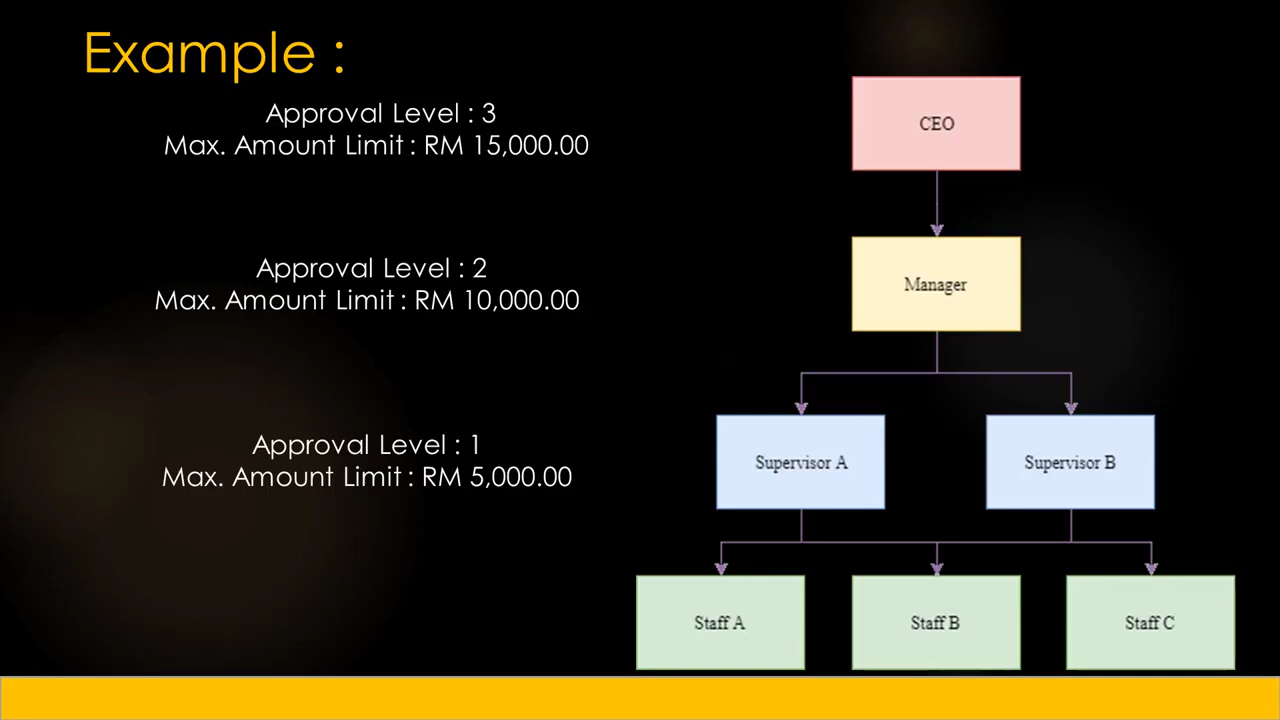 Example :
Approval Level : 3
Max. Amount Limit : RM 15,000.00
CEO
Approval Level : 2
Max. Amount Limit : RM 10,000.00
Manager
Approval Level : 1
Max. Amount Limit : RM 5,000.00
Supervisor A
Supervisor B
Staff A
Staff B
Staff C